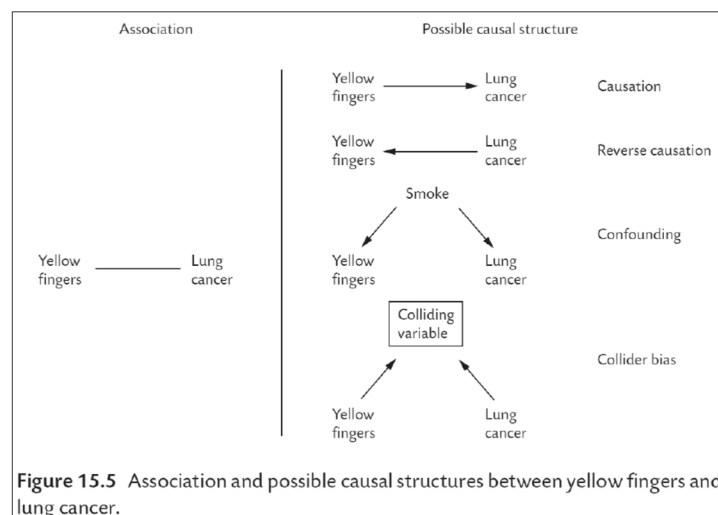 Association
Possible causal structure
Yellow
fingers
Lung
cancer
Causation
Yellow
fingers
Lung
cancer
Reverse causation
Smoke
Confounding
Yellow
fingers
Lung
cancer
Yellow
fingers
Lung
cancer
Colliding
variable
Collider bias
Yellow
fingers
Lung
cancer
Figure 15.5 Association and possible causal structures between yellow fingers and
lung cancer.